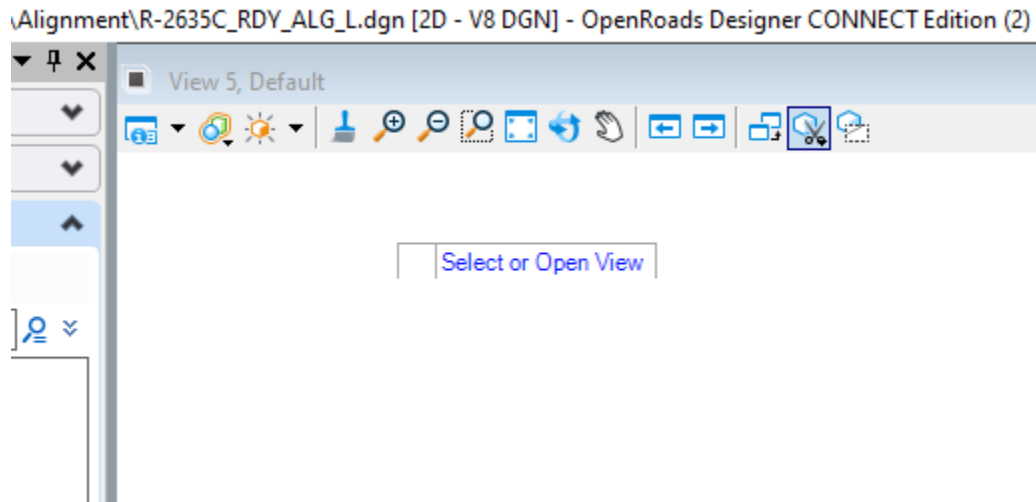 \Alignment\R-2635C_RDY_ALG_L.dgn [2D - V8 DGN] - OpenRoads Designer CONNECT Edition (2)
View 5, Default
Select or Open View